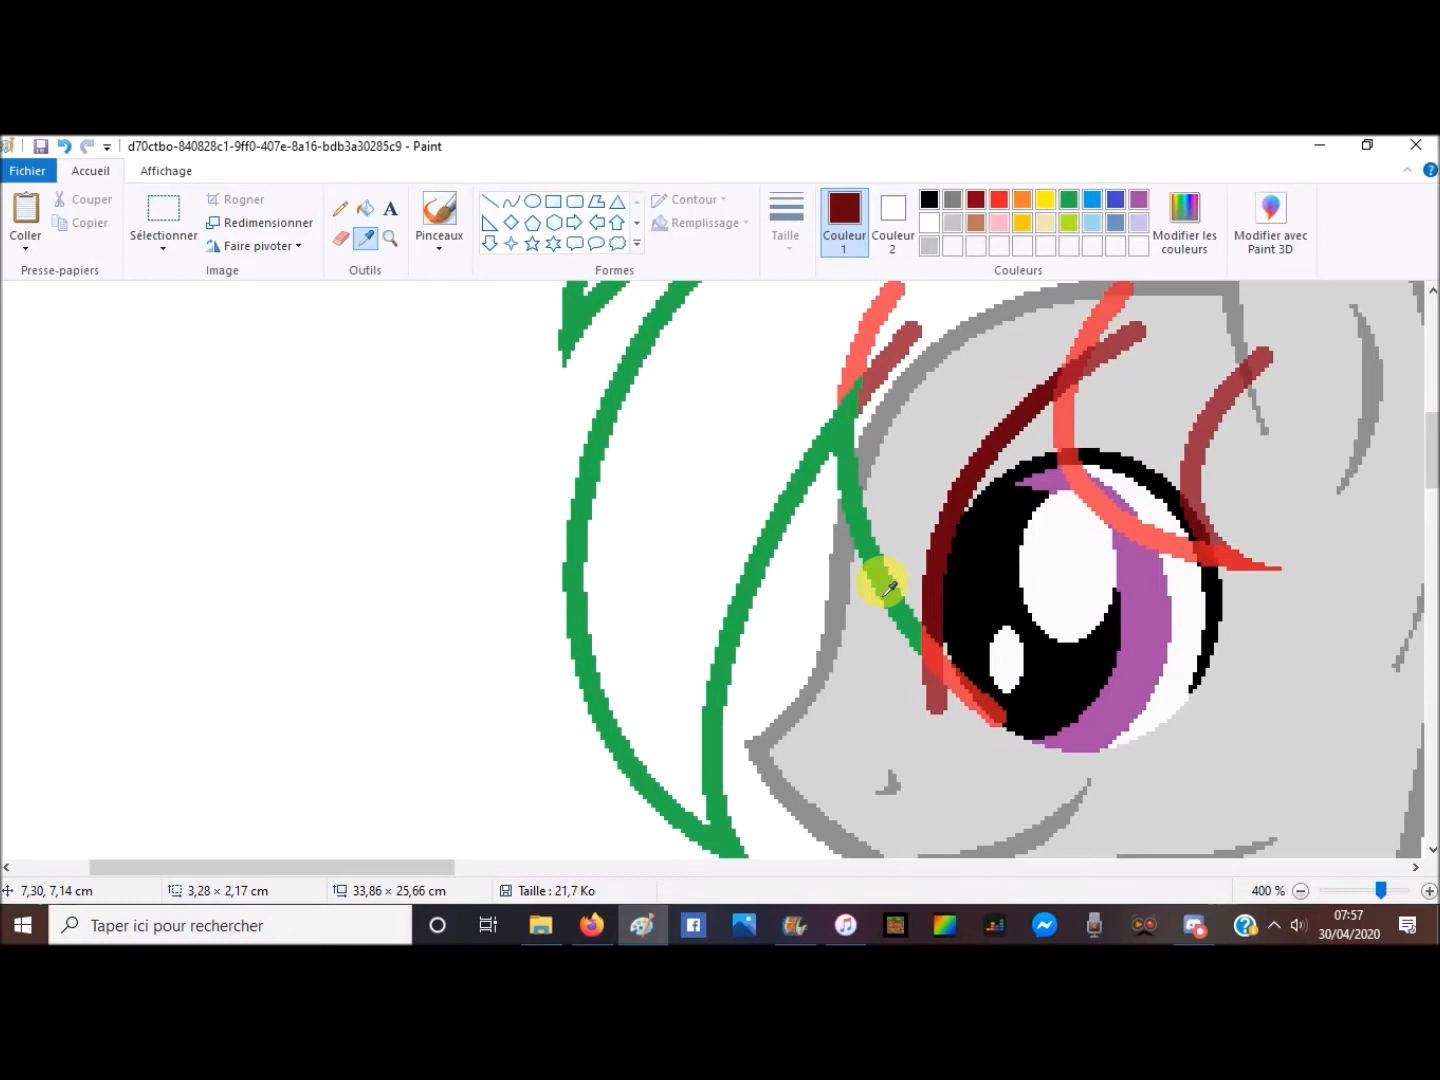 d70ctbo-840828c1-9ff0-407e-8a16-bdb3a30285c9 - Paint
Fichier Accueil Affichage
Coller
Couper
Copier
Presse-papiers
Sélectionner
Rogner
Redimensionner
Faire pivoter
Image
A
Outils
Pinceaux
Contour
Remplissage
Formes
Taille
Couleur 1
Couleur 2
Modifier les couleurs
Couleurs
Modifier avec Paint 3D
7,30, 7,14 cm
3,28 × 2,17 cm
33,86 × 25,66 cm
Taille : 21,7 Ko
400 %
Taper ici pour rechercher
07:57
30/04/2020